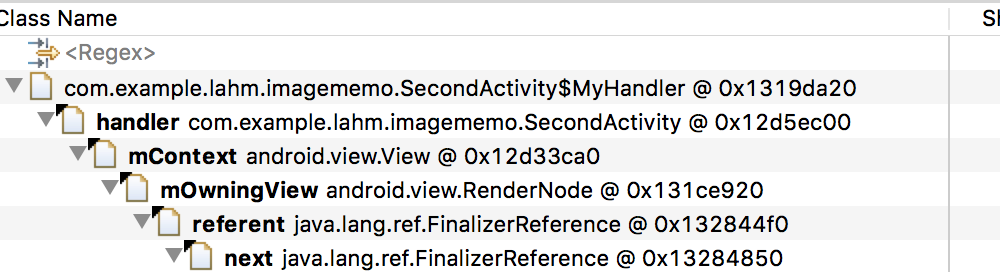 Class Name
<Regex>
com.example.lahm.imagememo.SecondActivity$MyHandler @ 0x1319da20
handler com.example.lahm.imagememo.SecondActivity @ 0x12d5ec00
mContext android.view.View @ 0x12d33ca0
mOwningView android.view.RenderNode @ 0x131ce920
referent java.lang.ref.FinalizerReference @ 0x132844f0
next java.lang.ref.FinalizerReference @ 0x13284850